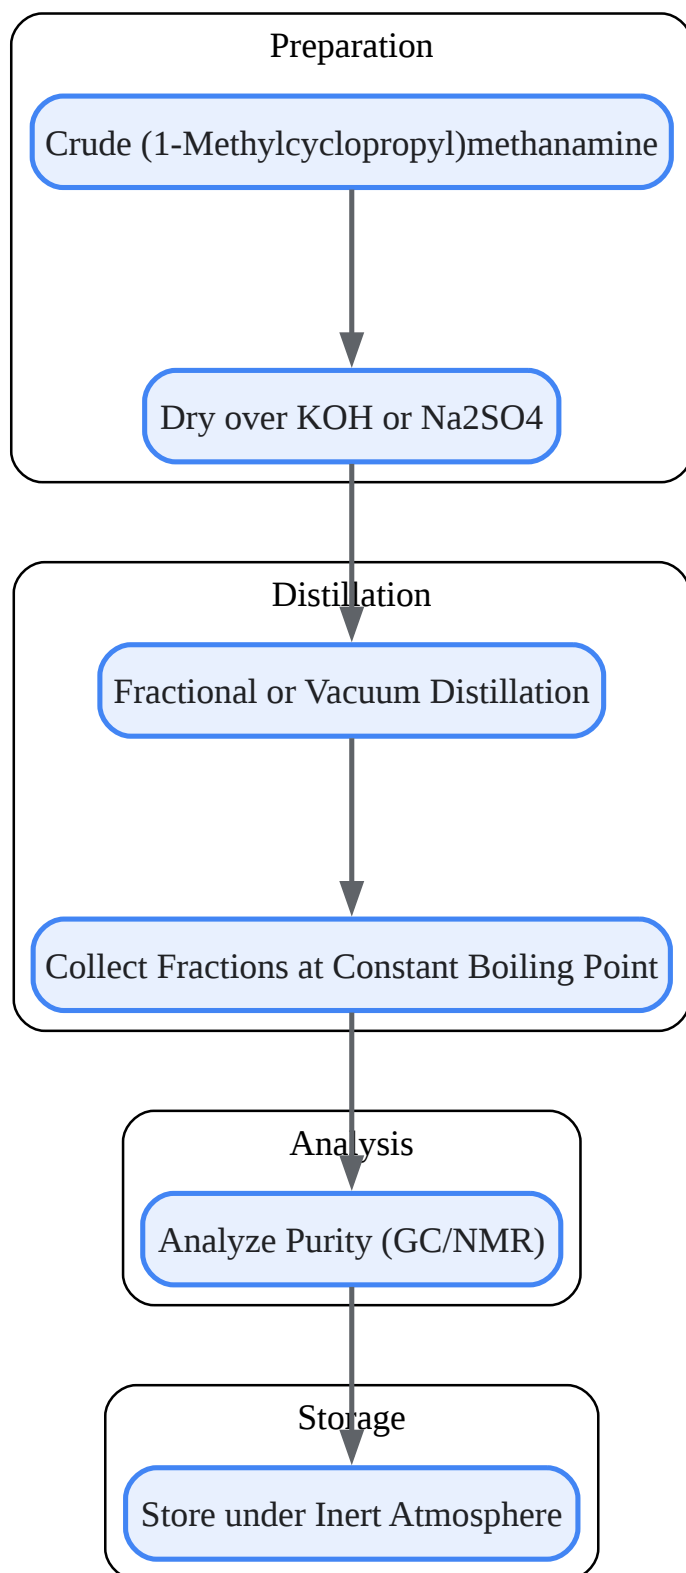 Preparation
Crude (1-Methylcyclopropyl)methanamine
Dry over KOH or Na2SO4
Distillation
Fractional or Vacuum Distillation
Collect Fractions at Constant Boiling Point
Analysis
Analyze Purity (GC/NMR)
Storage
Store under Inert Atmosphere